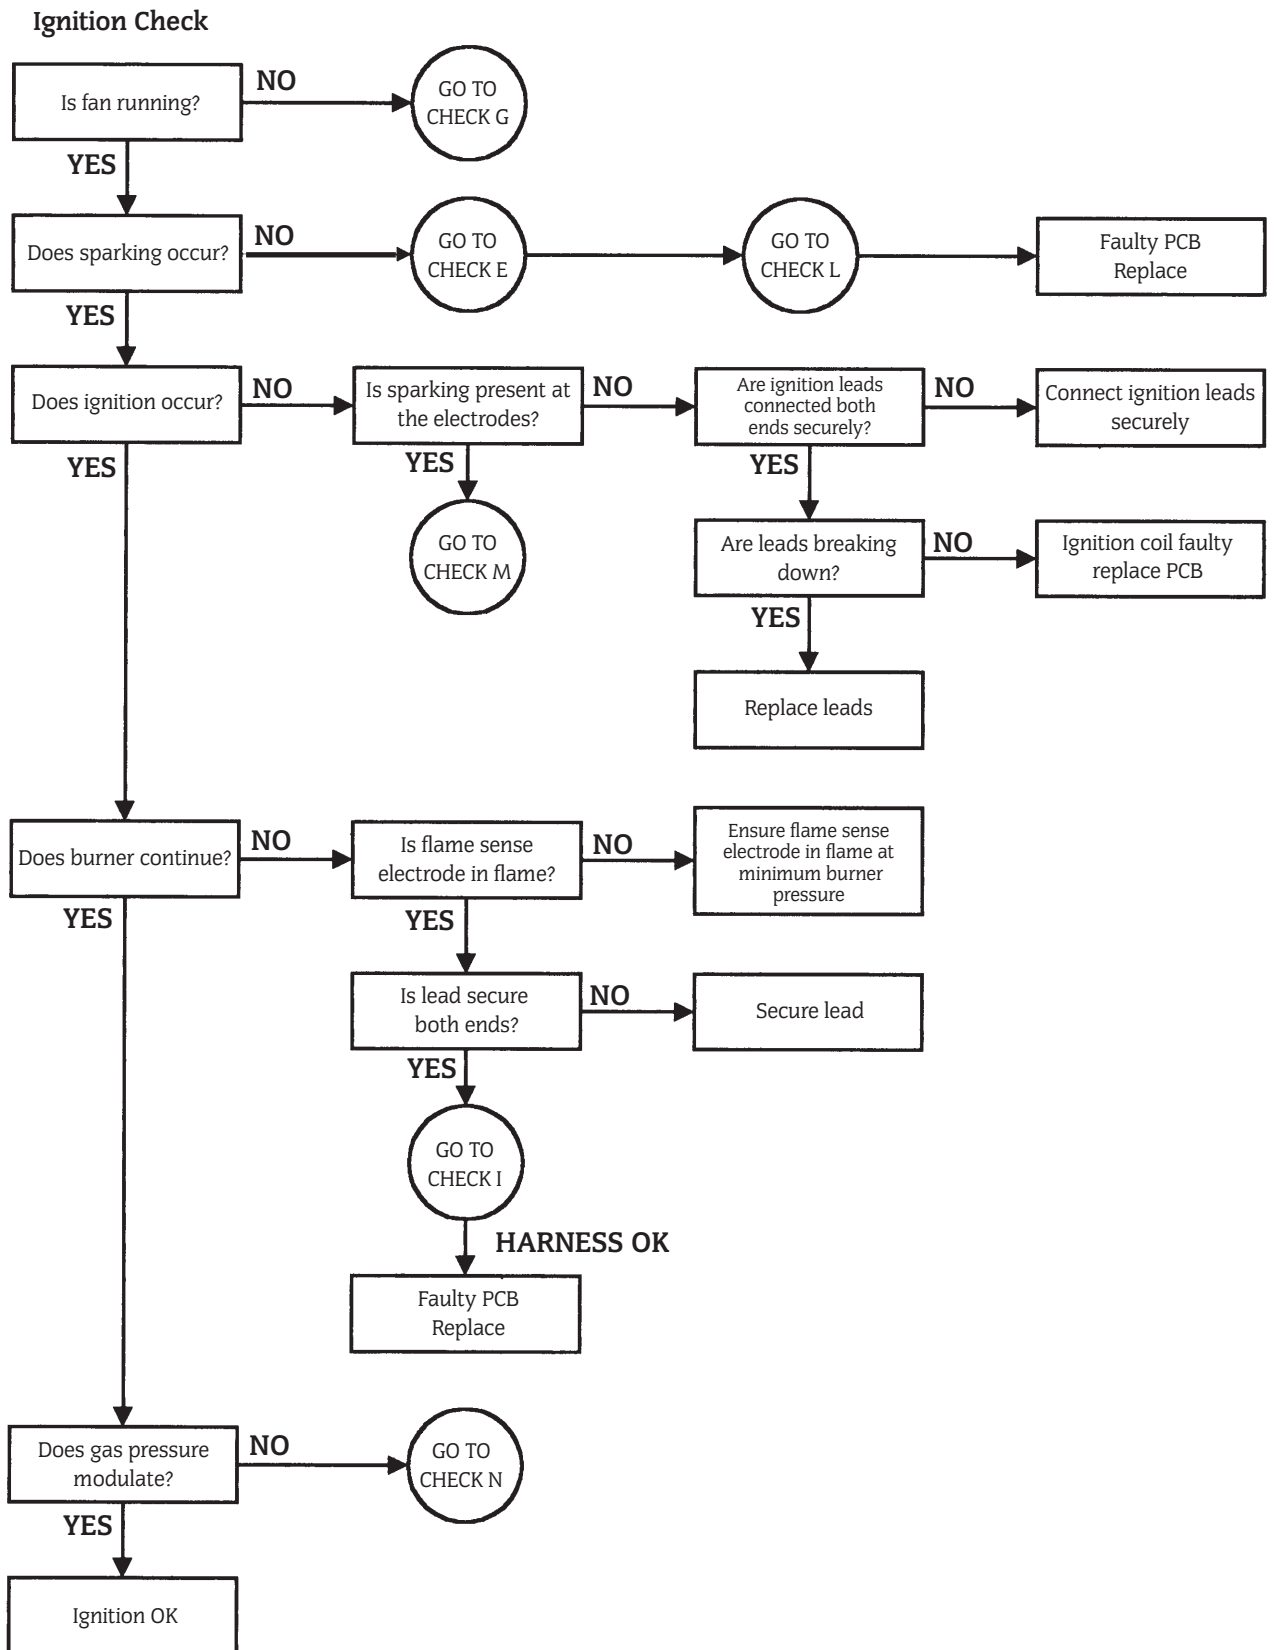 Ignition Check
Is fan running?
NO
GO TO
CHECK G
YES
Does sparking occur?
NO
GO TO
CHECK E
GO TO
CHECK L
Faulty PCB
Replace
YES
Does ignition occur?
NO
Is sparking present at
the electrodes?
NO
Are ignition leads
connected both
ends securely?
NO
Connect ignition leads
securely
YES
YES
GO TO
CHECK M
YES
Are leads breaking
down?
NO
Ignition coil faulty
replace PCB
YES
Replace leads
Does burner continue?
NO
Is flame sense
electrode in flame?
NO
Ensure flame sense
electrode in flame at
minimum burner
pressure
YES
YES
Is lead secure
both ends?
NO
Secure lead
YES
GO TO
CHECK I
HARNESS OK
Faulty PCB
Replace
Does gas pressure
modulate?
NO
GO TO
CHECK N
YES
Ignition OK